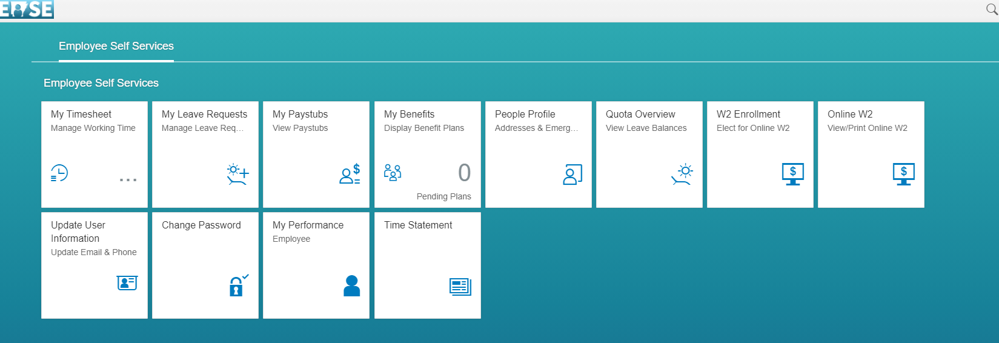 EASE
Employee Self Services
Employee Self Services
My Timesheet
Manage Working Time
...
My Leave Requests
Manage Leave Req...
My Paystubs
View Paystubs
$
My Benefits
Display Benefit Plans
0
Pending Plans
People Profile
Addresses & Emerg...
Quota Overview
View Leave Balances
W2 Enrollment
Elect for Online W2
$
Online W2
View/Print Online W2
$
Update User
Information
Update Email & Phone
Change Password
My Performance
Employee
Time Statement